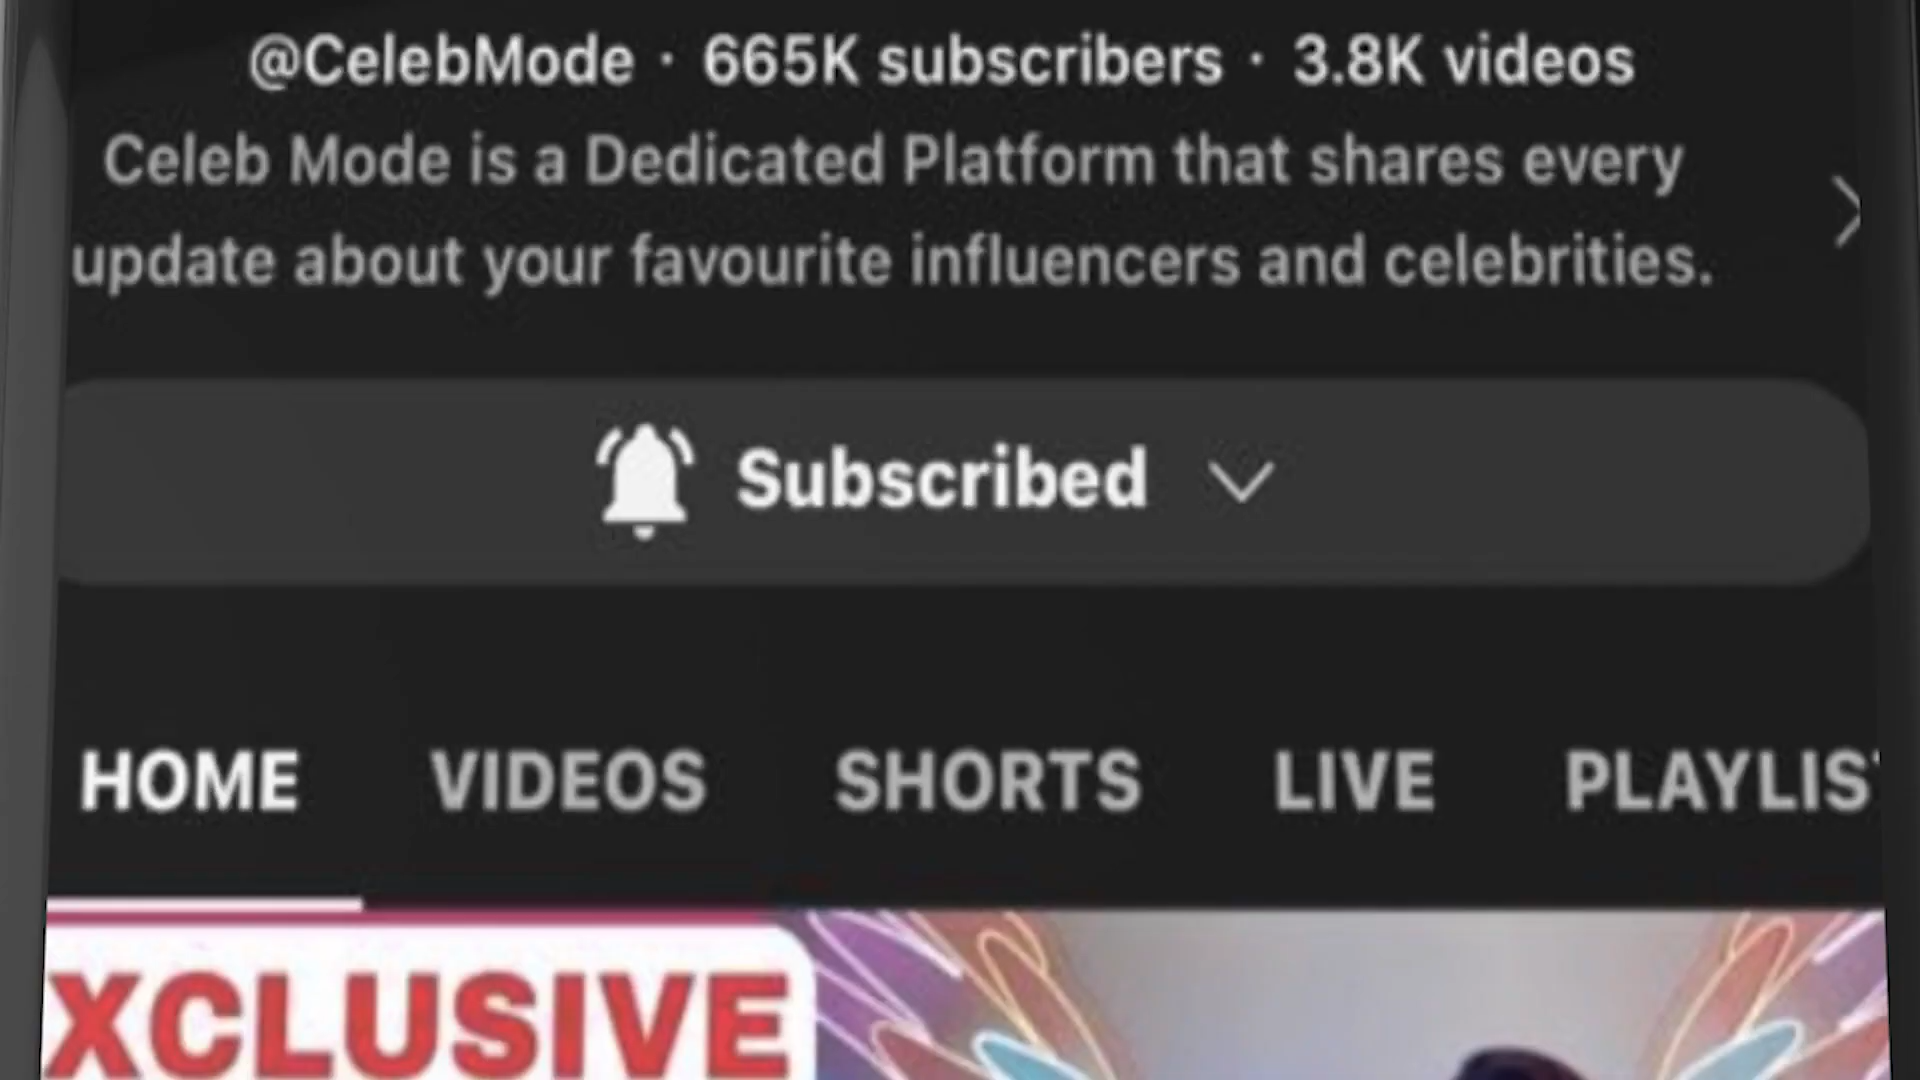 @CelebMode · 665K subscribers · 3.8K videos
Celeb Mode is a Dedicated Platform that shares every
update about your favourite influencers and celebrities.
Subscribed
HOME VIDEOS SHORTS LIVE PLAYLIST
XCLUSIVE